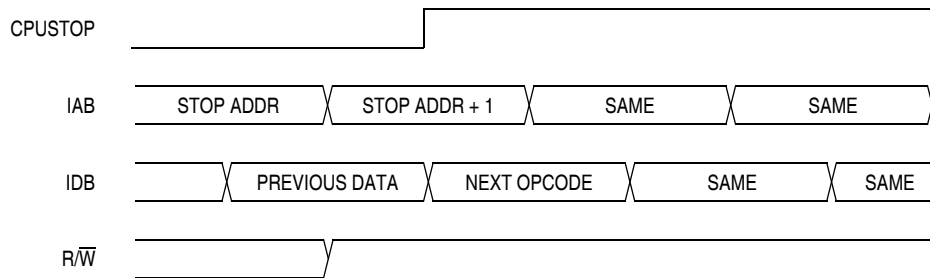 CPUSTOP
IAB STOP ADDR STOP ADDR + 1 SAME SAME
IDB PREVIOUS DATA NEXT OPCODE SAME SAME
R/W̅